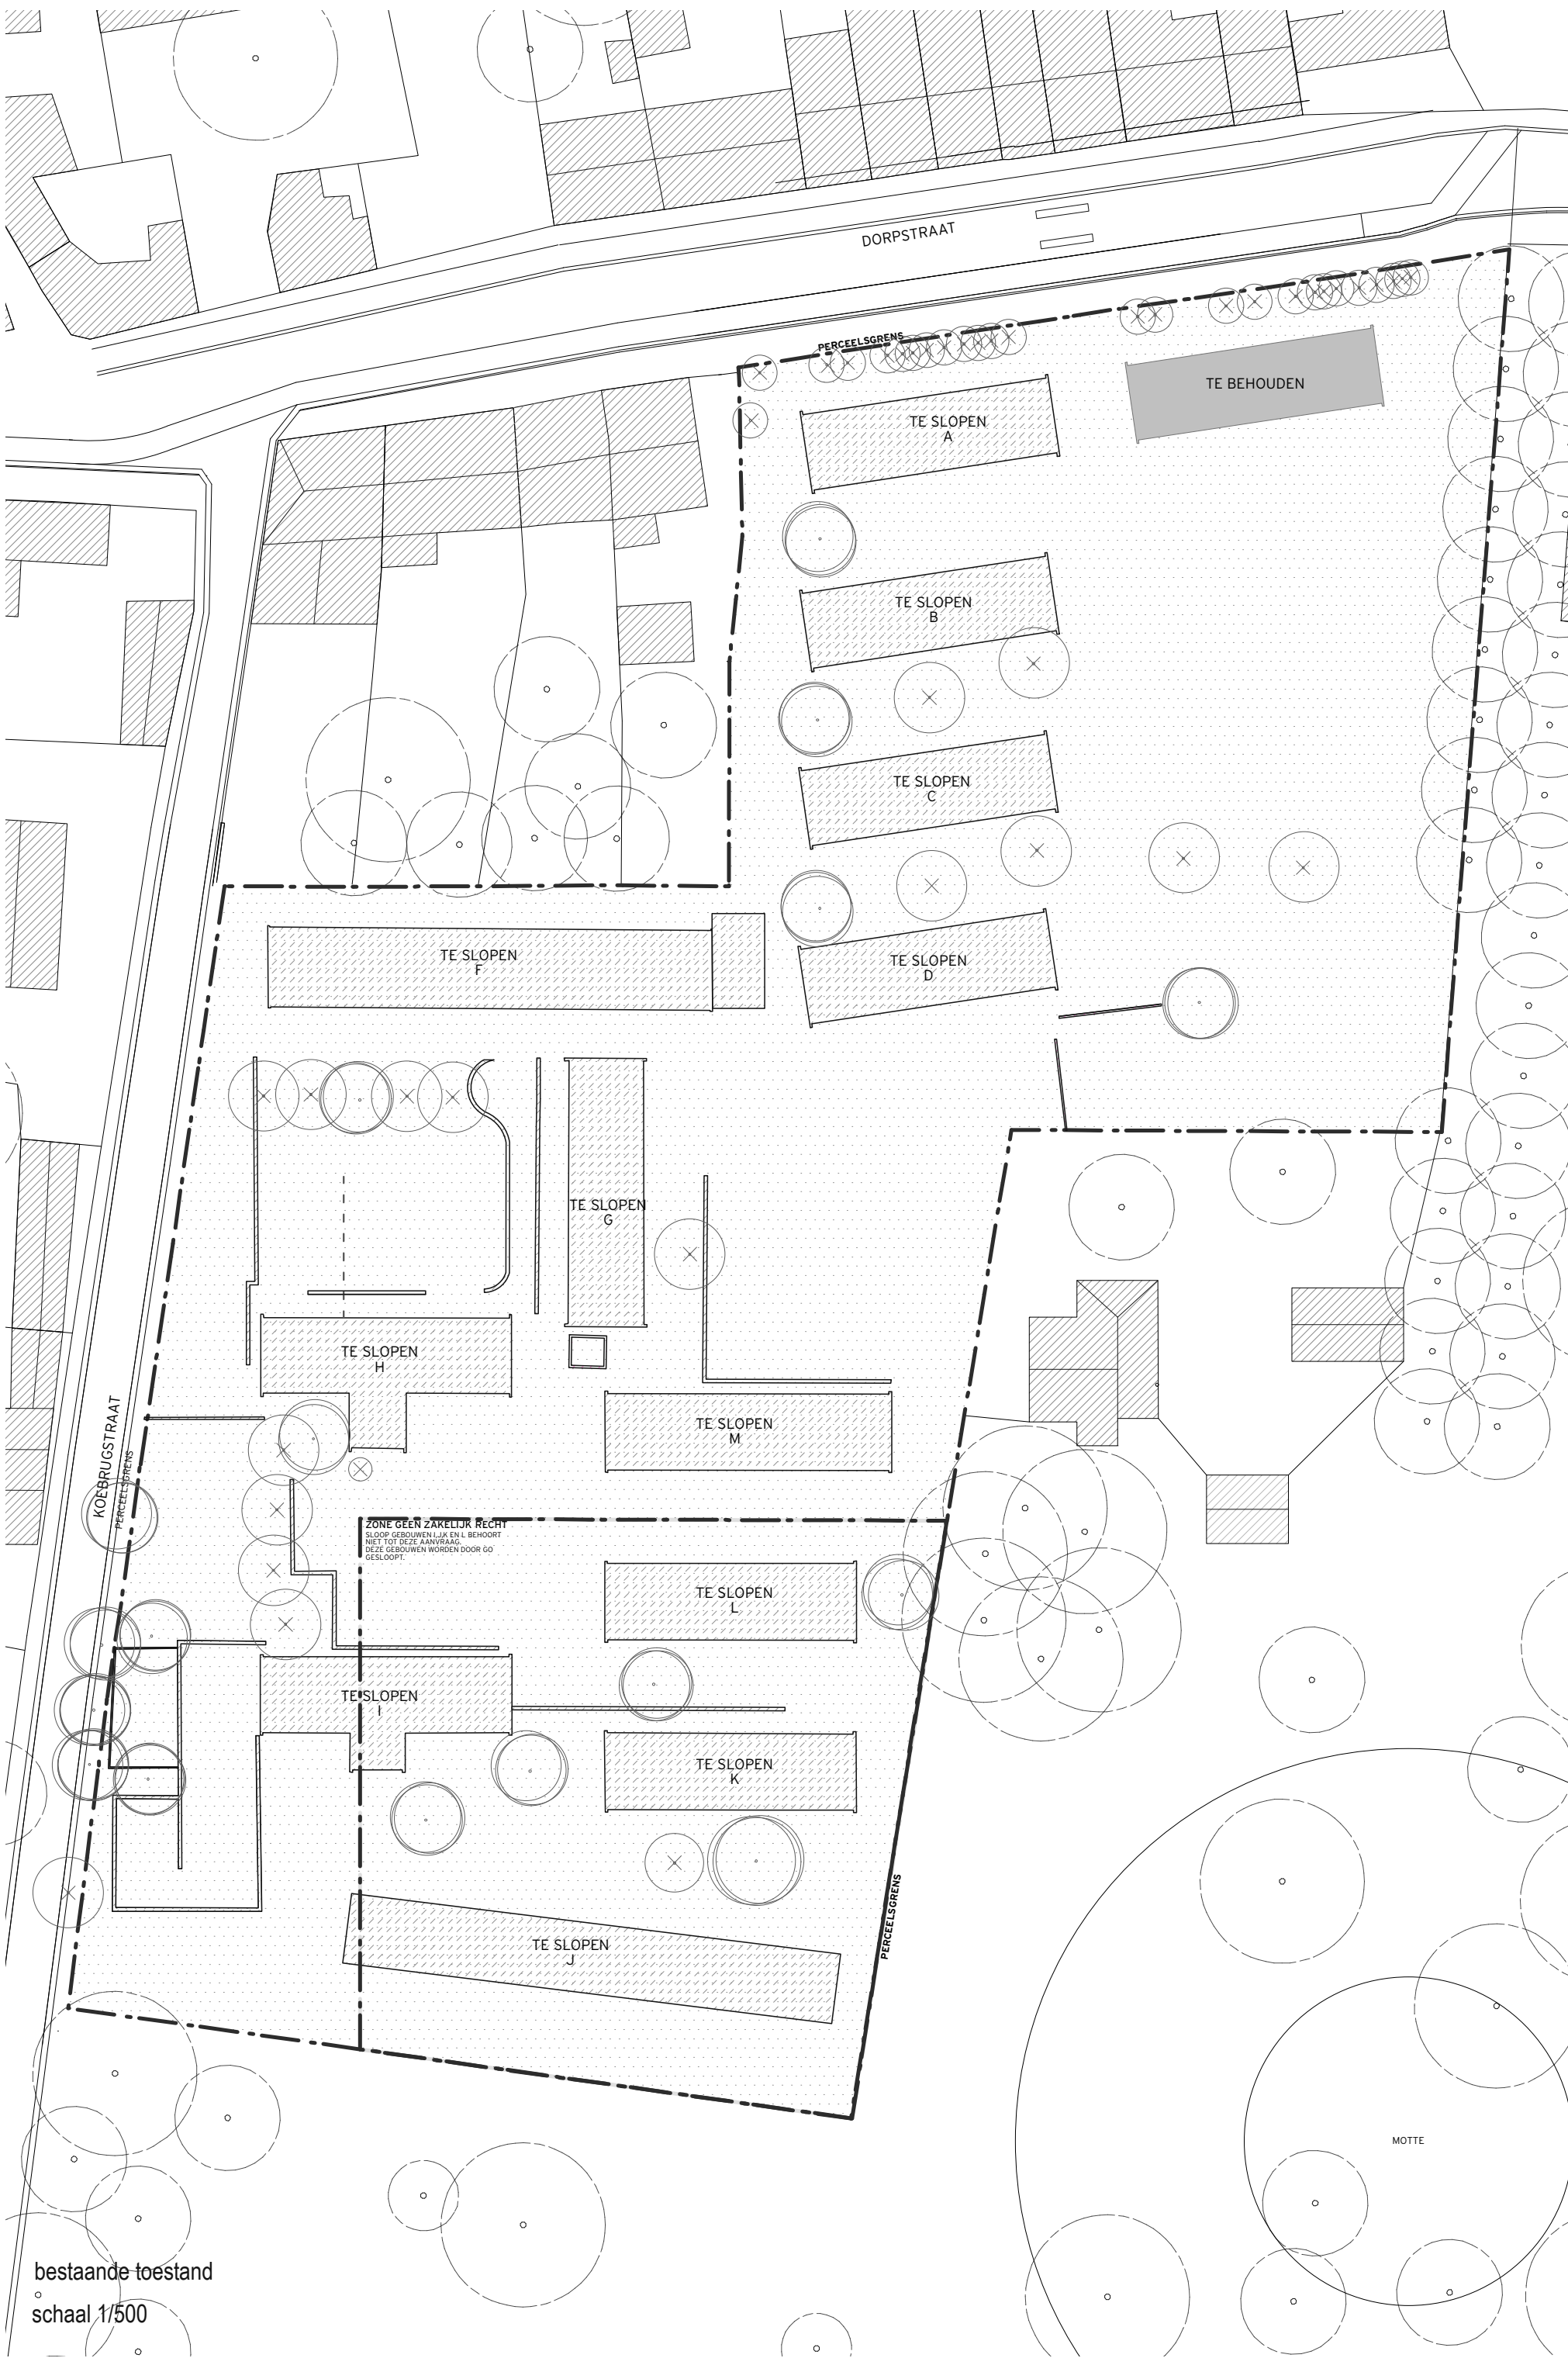 DORPSTRAAT
PERCEELSGRENS
TE BEHOUDEN
TE SLOPEN
A
TE SLOPEN
B
TE SLOPEN
C
TE SLOPEN
F
TE SLOPEN
D
TE SLOPEN
G
TE SLOPEN
H
TE SLOPEN
M
KOEBRUGSTRAAT
PERCEELSGRENS
ZONE GEEN ZAKELIJK RECHT
SLOOP GEBOUWEN I,J,K EN L BEHOORT
NIET TOT DEZE AANVRAAG.
DEZE GEBOUWEN WORDEN DOOR GO
GESLOOPT.
TE SLOPEN
L
TE SLOPEN
I
TE SLOPEN
K
PERCEELSGRENS
TE SLOPEN
J
MOTTE
bestaande toestand
schaal 1/500